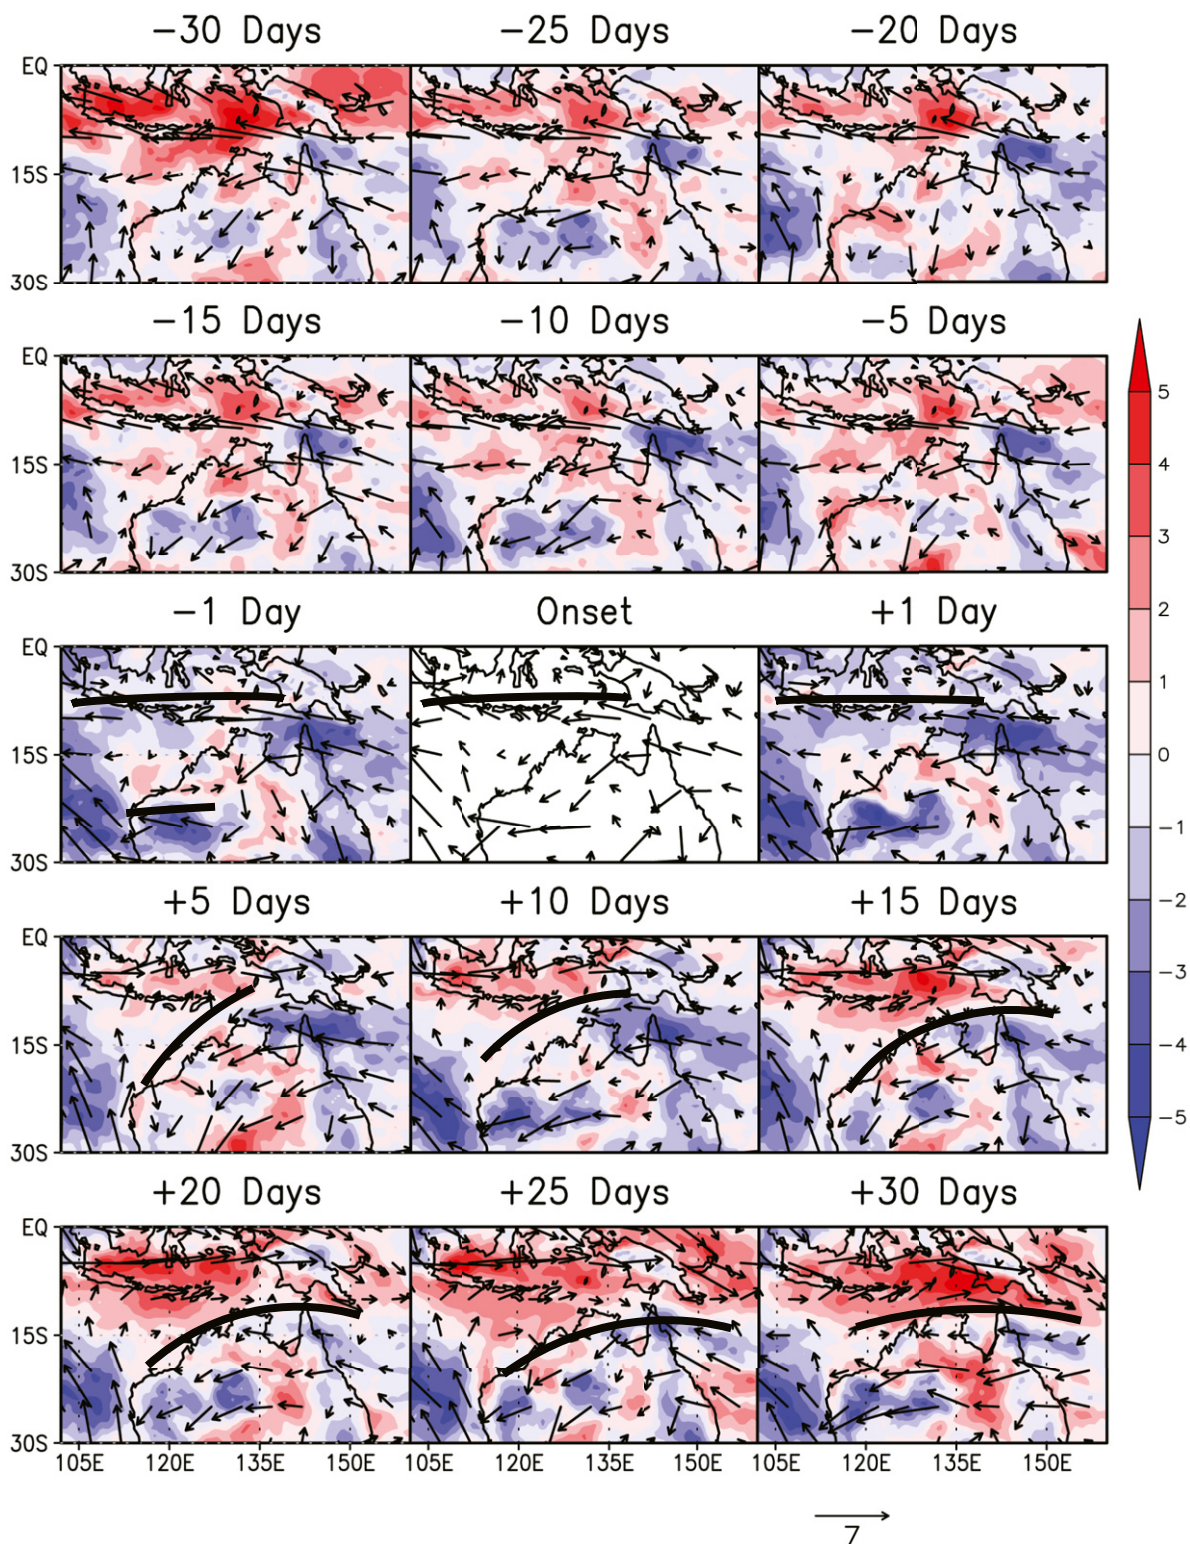 −30 Days −25 Days −20 Days
EQ
15S
30S
−15 Days −10 Days −5 Days
EQ
15S
30S
−1 Day Onset +1 Day
EQ
15S
30S
+5 Days +10 Days +15 Days
EQ
15S
30S
+20 Days +25 Days +30 Days
EQ
15S
30S
105E 120E 135E 150E 105E 120E 135E 150E 105E 120E 135E 150E
5
4
3
2
1
0
−1
−2
−3
−4
−5
7